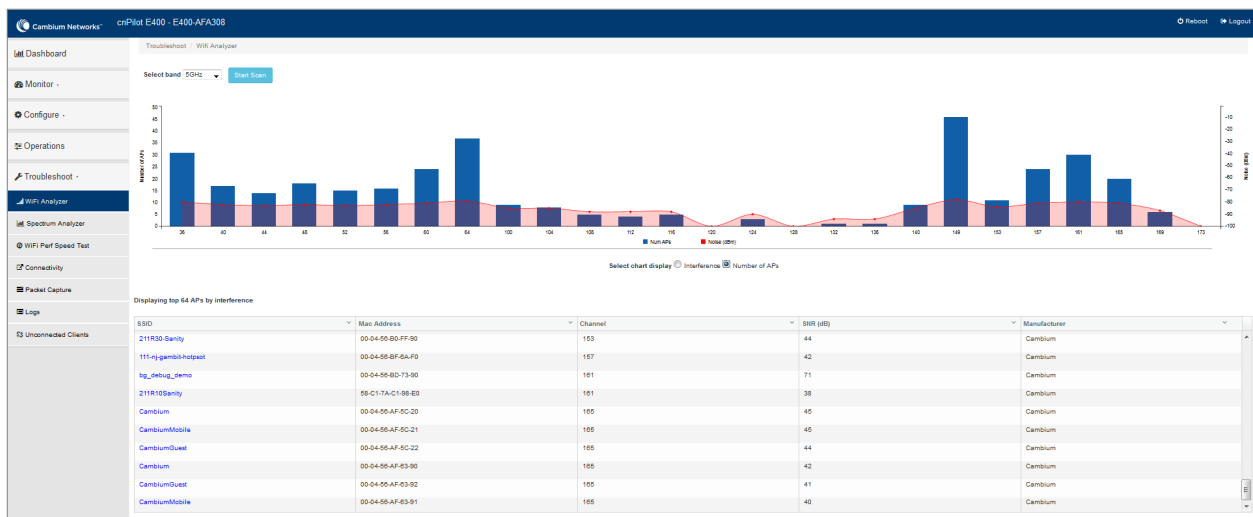 Cambium Networks™ cnPilot E400 - E400-AFA308 Reboot Logout
Dashboard
Monitor
Configure
Operations
Troubleshoot
WiFi Analyzer
Spectrum Analyzer
WiFi Perf Speed Test
Connectivity
Packet Capture
Logs
Unconnected Clients
Troubleshoot / Wifi Analyzer
Select band 5GHz Start Scan
Number of APs
50
45
40
35
30
25
20
15
10
5
0
-10
-20
-30
-40
-50
-60
-70
-80
-90
-100
Noise (dBm)
36 40 44 48 52 56 60 64 100 104 108 112 116 120 124 128 132 136 140 149 153 157 161 165 169 173
Num APs Noise (dBm)
Select chart display Interference Number of APs
Displaying top 64 APs by interference
SSID Mac Address Channel SNR (dB) Manufacturer
211R30-Sanity 00-04-56-B0-FF-90 153 44 Cambium
111-nj-gambit-hotpsot 00-04-56-BF-6A-F0 157 42 Cambium
bg_debug_demo 00-04-56-BD-73-90 161 71 Cambium
211R10Sanity 58-C1-7A-C1-98-E0 161 38 Cambium
Cambium 00-04-56-AF-5C-20 165 45 Cambium
CambiumMobile 00-04-56-AF-5C-21 165 45 Cambium
CambiumGuest 00-04-56-AF-5C-22 165 44 Cambium
Cambium 00-04-56-AF-63-90 165 42 Cambium
CambiumGuest 00-04-56-AF-63-92 165 41 Cambium
CambiumMobile 00-04-56-AF-63-91 165 40 Cambium